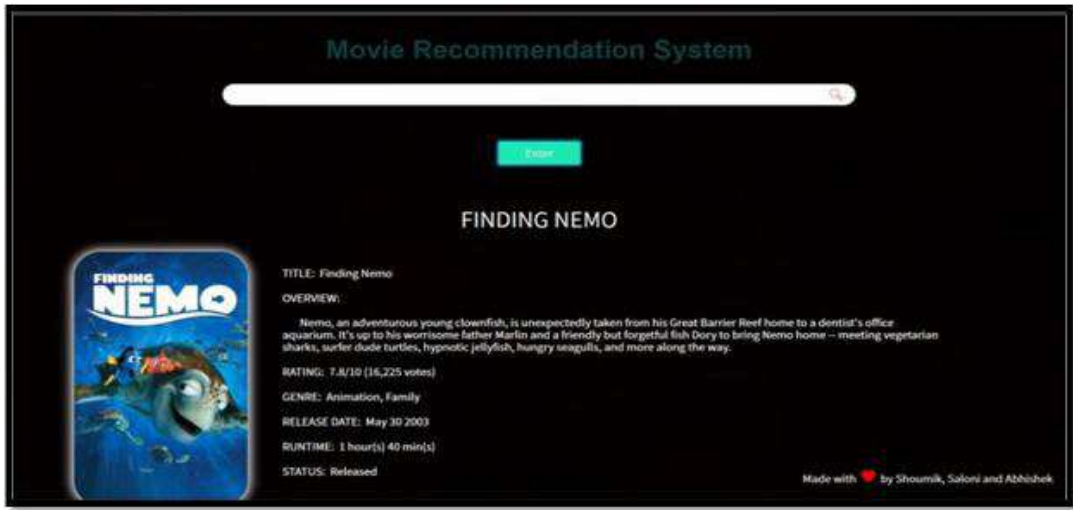 Movie Recommendation System
Enter
FINDING NEMO
FINDING
NEMO
TITLE: Finding Nemo
OVERVIEW:
Nemo, an adventurous young clownfish, is unexpectedly taken from his Great Barrier Reef home to a dentist's office
aquarium. It's up to his worrisome father Marlin and a friendly but forgetful fish Dory to bring Nemo home -- meeting vegetarian
sharks, surfer dude turtles, hypnotic jellyfish, hungry seagulls, and more along the way.
RATING: 7.8/10 (16,225 votes)
GENRE: Animation, Family
RELEASE DATE: May 30 2003
RUNTIME: 1 hour(s) 40 min(s)
STATUS: Released
Made with ❤ by Shoumik, Saloni and Abhishek